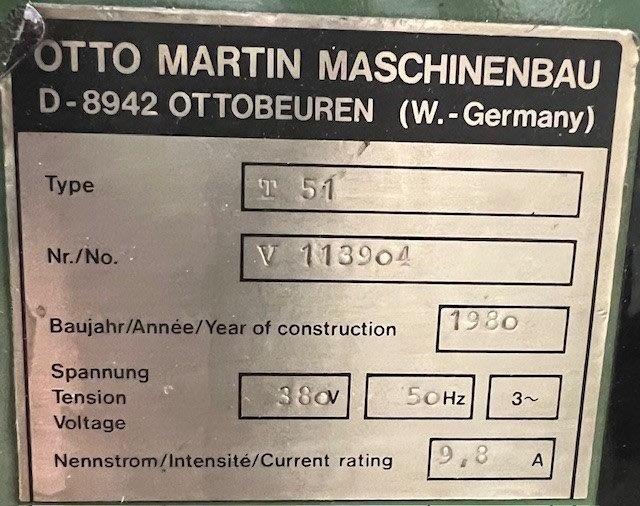 OTTO MARTIN MASCHINENBAU
D-8942 OTTOBEUREN (W.-Germany)
Type T 51
Nr./No. V 113904
Baujahr/Année/Year of construction 1980
Spannung
Tension 380V 50Hz 3~
Voltage
Nennstrom/Intensité/Current rating 9,8 A